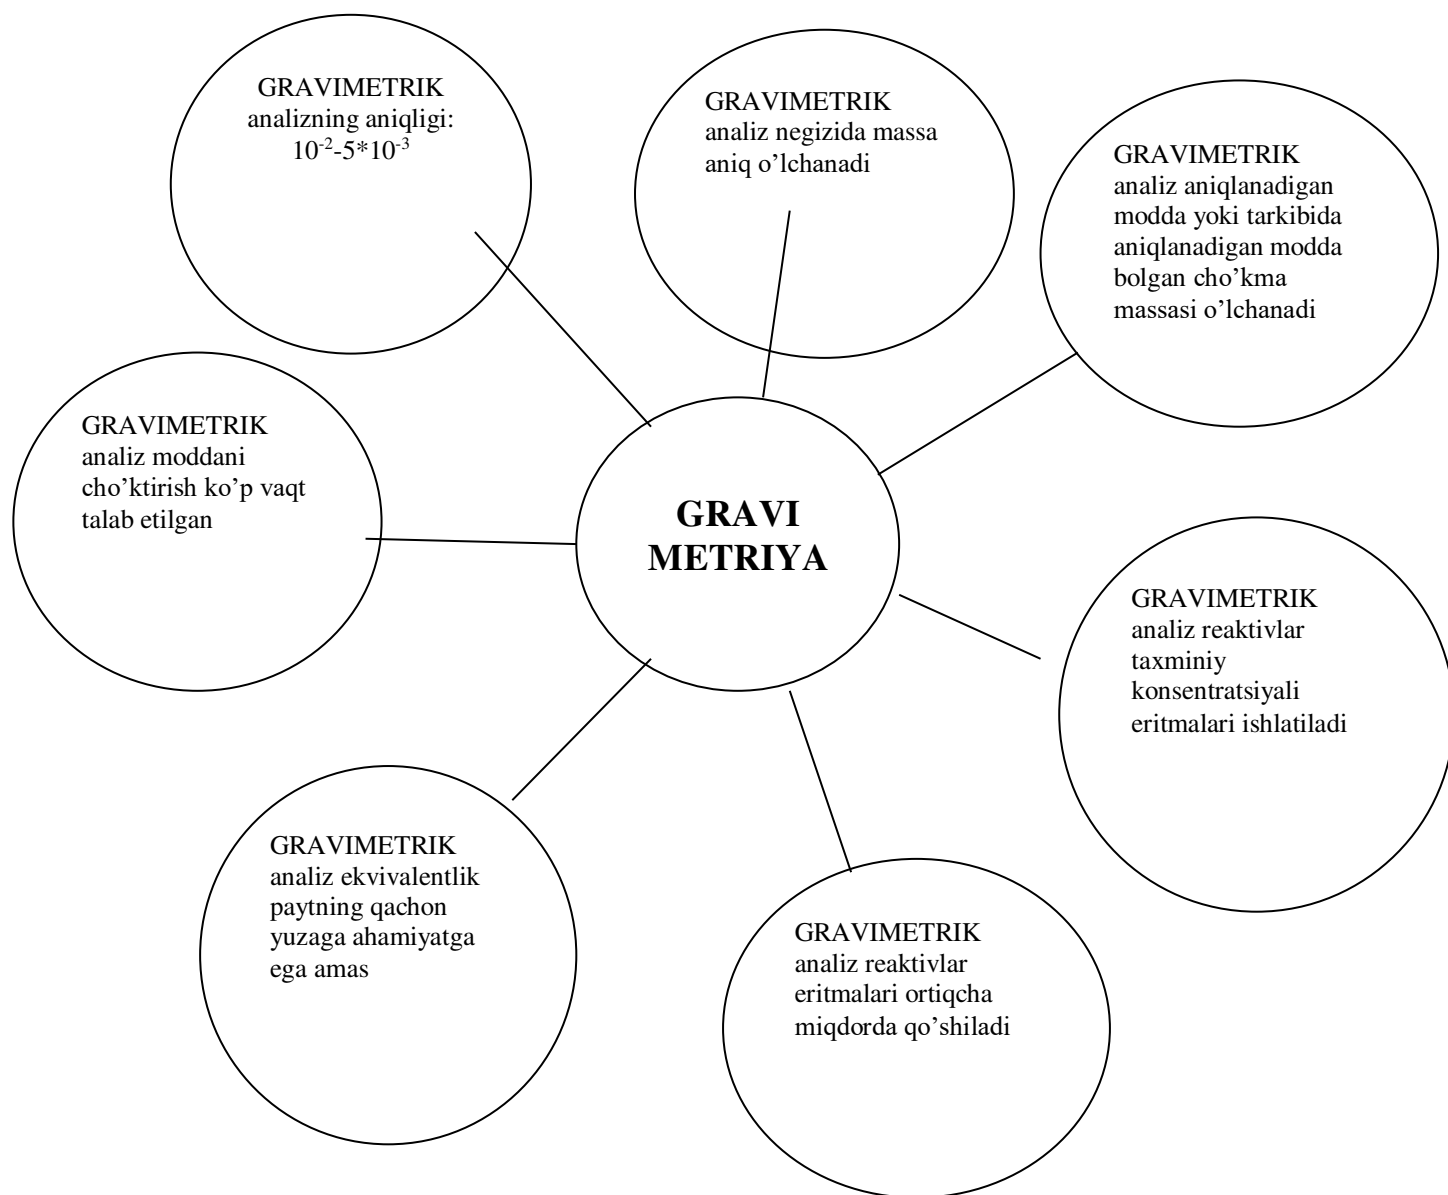 GRAVIMETRIK
analizning aniqligi:
10⁻²-5*10⁻³
GRAVIMETRIK
analiz negizida massa
aniq o’lchanadi
GRAVIMETRIK
analiz aniqlanadigan
modda yoki tarkibida
aniqlanadigan modda
bolgan cho’kma
massasi o’lchanadi
GRAVIMETRIK
analiz moddani
cho’ktirish ko’p vaqt
talab etilgan
GRAVI
METRIYA
GRAVIMETRIK
analiz reaktivlar
taxminiy
konsentratsiyali
eritmalari ishlatiladi
GRAVIMETRIK
analiz ekvivalentlik
paytning qachon
yuzaga ahamiyatga
ega amas
GRAVIMETRIK
analiz reaktivlar
eritmalari ortiqcha
miqdorda qo’shiladi